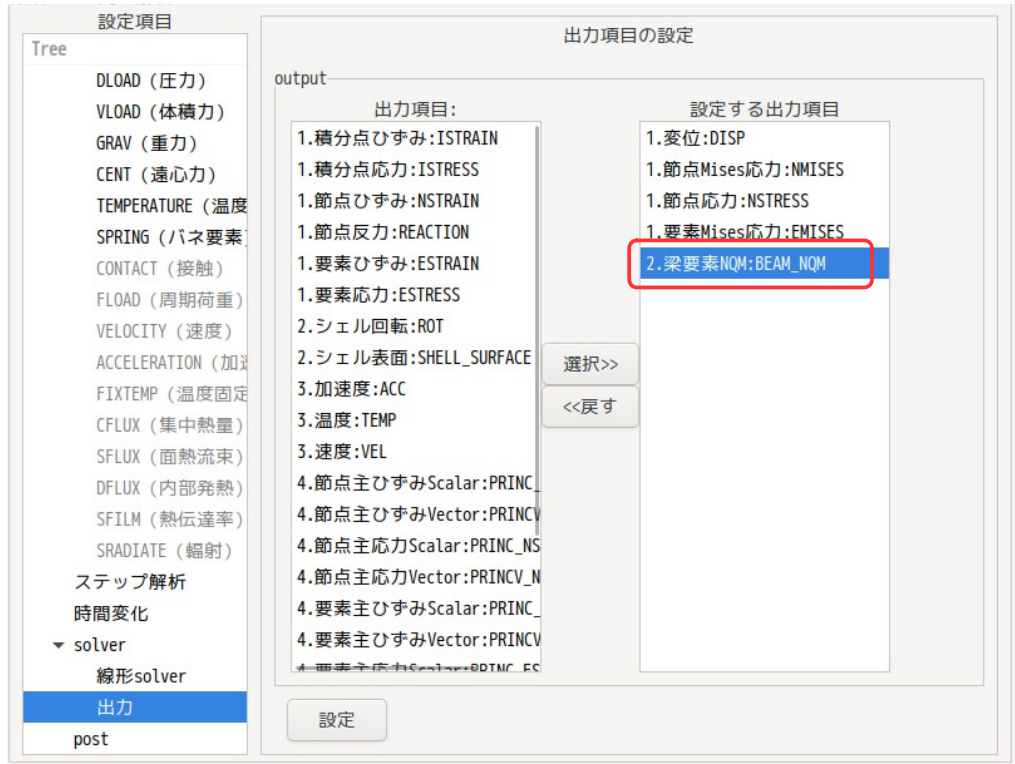 設定項目
Tree
DLOAD (圧力)
VLOAD (体積力)
GRAV (重力)
CENT (遠心力)
TEMPERATURE (温度
SPRING (バネ要素)
CONTACT (接触)
FLOAD (周期荷重)
VELOCITY (速度)
ACCELERATION (加速
FIXTEMP (温度固定
CFLUX (集中熱量)
SFLUX (面熱流束)
DFLUX (内部発熱)
SFILM (熱伝達率)
SRADIATE (輻射)
ステップ解析
時間変化
solver
線形solver
出力
post
出力項目の設定
output
出力項目:
1.積分点ひずみ:ISTRAIN
1.積分点応力:ISTRESS
1.節点ひずみ:NSTRAIN
1.節点反力:REACTION
1.要素ひずみ:ESTRAIN
1.要素応力:ESTRESS
2.シェル回転:ROT
2.シェル表面:SHELL_SURFACE
3.加速度:ACC
3.温度:TEMP
3.速度:VEL
4.節点主ひずみScalar:PRINC_
4.節点主ひずみVector:PRINCV
4.節点主応力Scalar:PRINC_NS
4.節点主応力Vector:PRINCV_N
4.要素主ひずみScalar:PRINC_
4.要素主ひずみVector:PRINCV
4.要素主応力Scalar:PRINC_ES
選択>>
<<戻す
設定する出力項目
1.変位:DISP
1.節点Mises応力:NMISES
1.節点応力:NSTRESS
1.要素Mises応力:EMISES
2.梁要素NQM:BEAM_NQM
設定